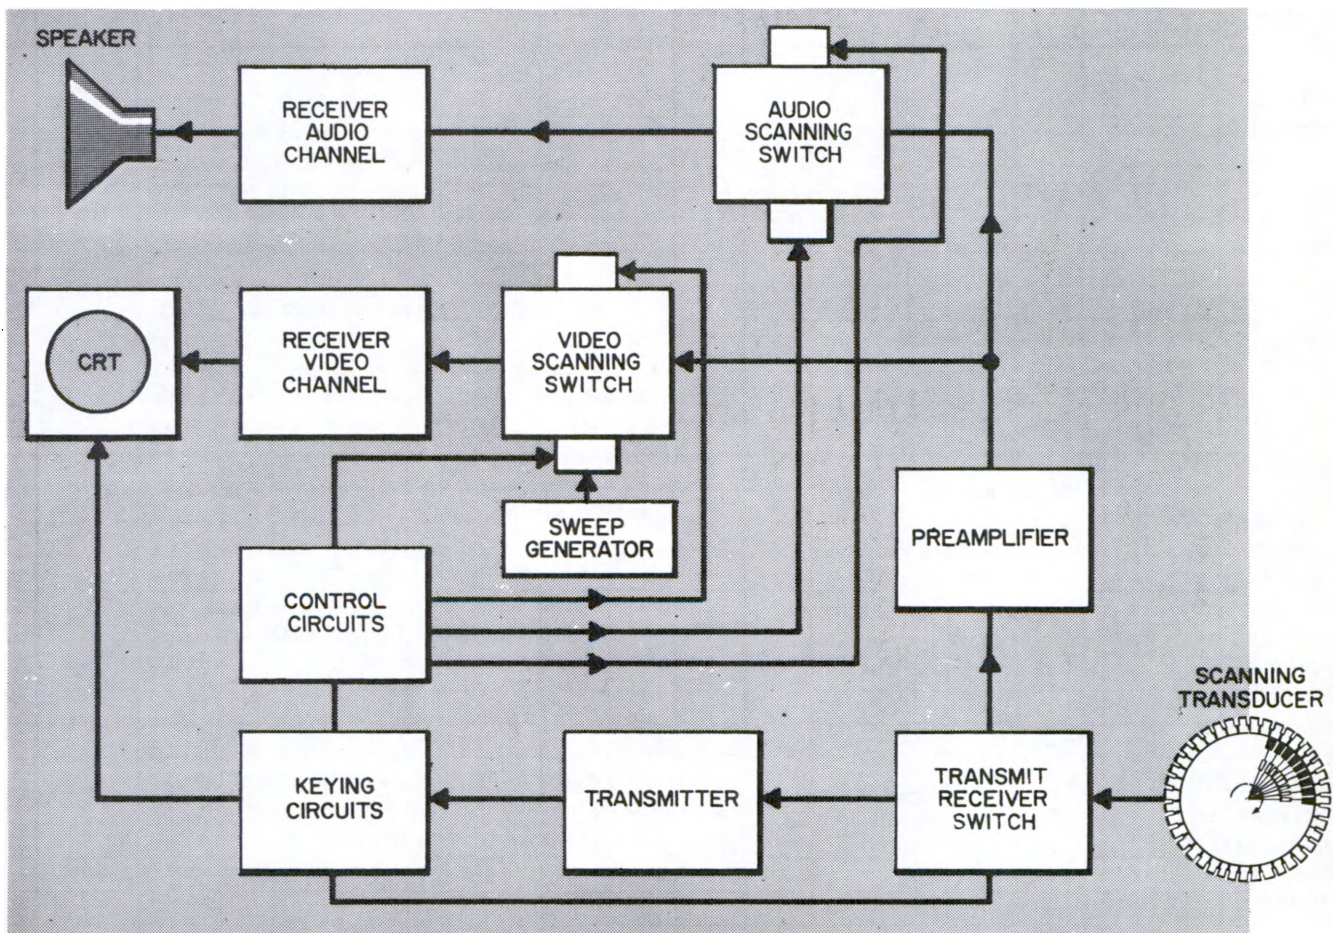 SPEAKER
RECEIVER
AUDIO
CHANNEL
AUDIO
SCANNING
SWITCH
CRT
RECEIVER
VIDEO
CHANNEL
VIDEO
SCANNING
SWITCH
SWEEP
GENERATOR
PREAMPLIFIER
CONTROL
CIRCUITS
SCANNING
TRANSDUCER
KEYING
CIRCUITS
TRANSMITTER
TRANSMIT
RECEIVER
SWITCH